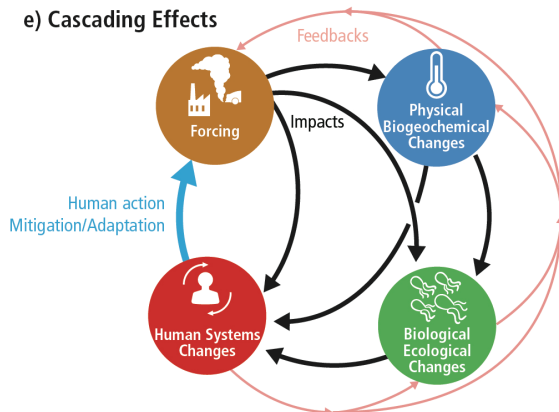 e) Cascading Effects
Feedbacks
Forcing
Impacts
Physical
Biogeochemical
Changes
Human action
Mitigation/Adaptation
Human Systems
Changes
Biological
Ecological
Changes